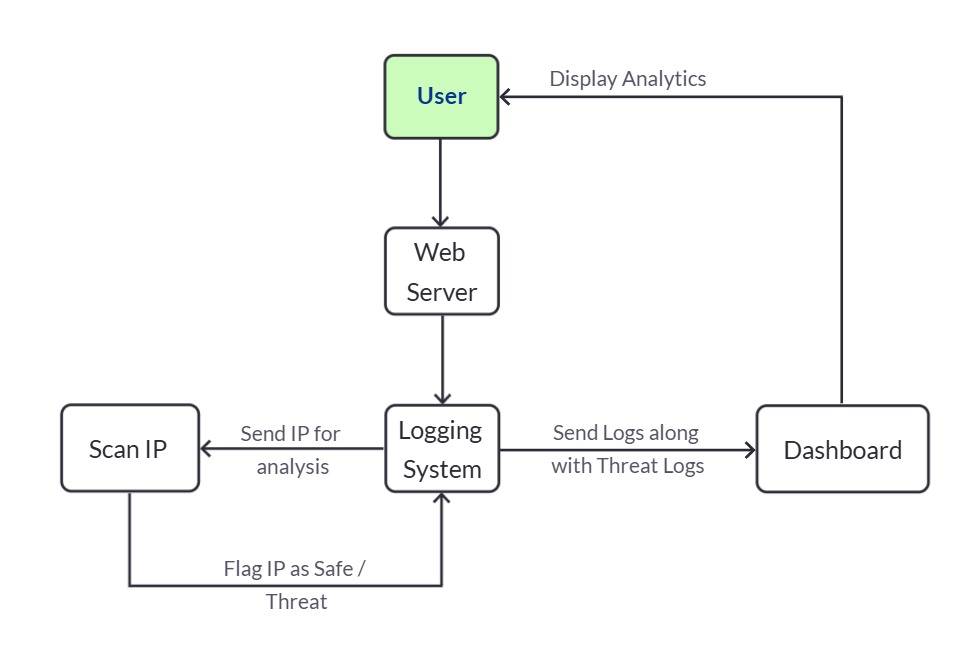 User
Display Analytics
Web
Server
Scan IP
Send IP for
analysis
Logging
System
Send Logs along
with Threat Logs
Dashboard
Flag IP as Safe /
Threat